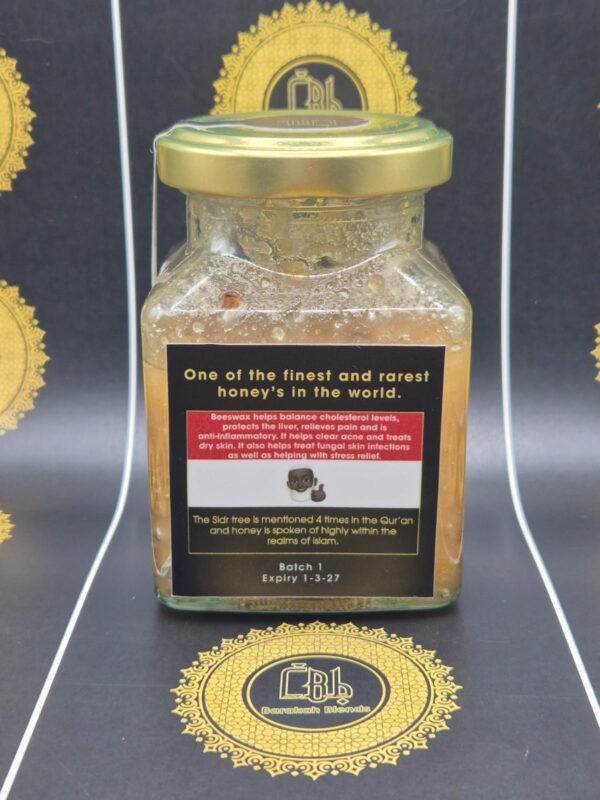 One of the finest and rarest
honey's in the world.
Beeswax helps balance cholesterol levels,
protects the liver, relieves pain and is
anti-inflammatory. It helps clear acne and treats
dry skin. It also helps treat fungal skin infections
as well as helping with stress relief.
The Sidr tree is mentioned 4 times in the Qur'an
and honey is spoken of highly within the
realms of Islam.
Batch 1
Expiry 1-3-27
Barakah Blends